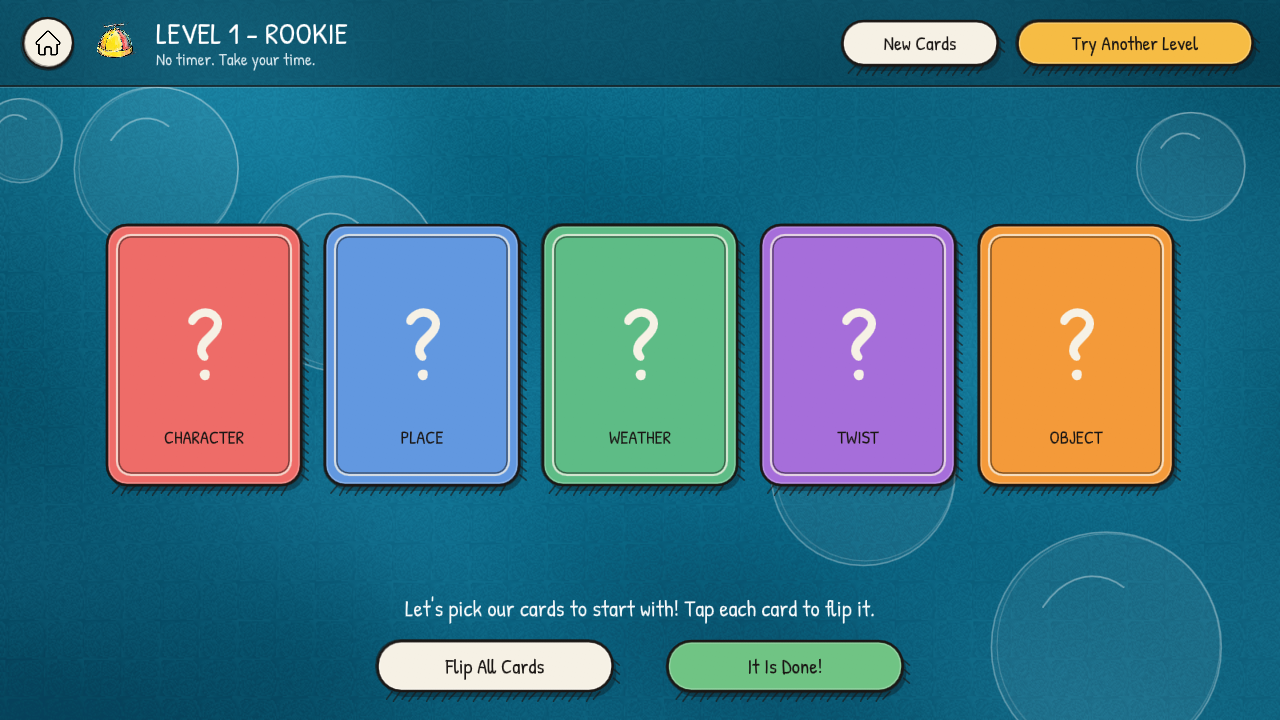 LEVEL 1 – ROOKIE
No timer. Take your time.
New Cards
Try Another Level
?
?
?
?
?
CHARACTER
PLACE
WEATHER
TWIST
OBJECT
Let's pick our cards to start with! Tap each card to flip it.
Flip All Cards
It Is Done!